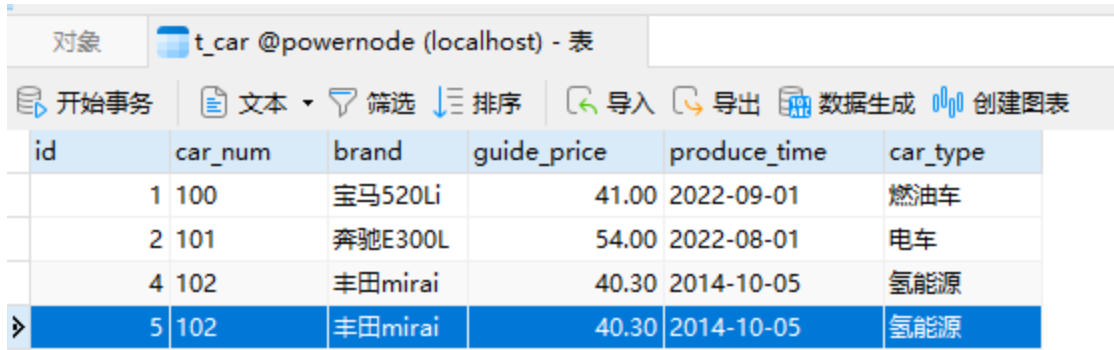 对象 t_car @powernode (localhost) - 表
开始事务 文本 筛选 排序 导入 导出 数据生成 创建图表
id car_num brand guide_price produce_time car_type
1 100 宝马520Li 41.00 2022-09-01 燃油车
2 101 奔驰E300L 54.00 2022-08-01 电车
4 102 丰田mirai 40.30 2014-10-05 氢能源
5 102 丰田mirai 40.30 2014-10-05 氢能源